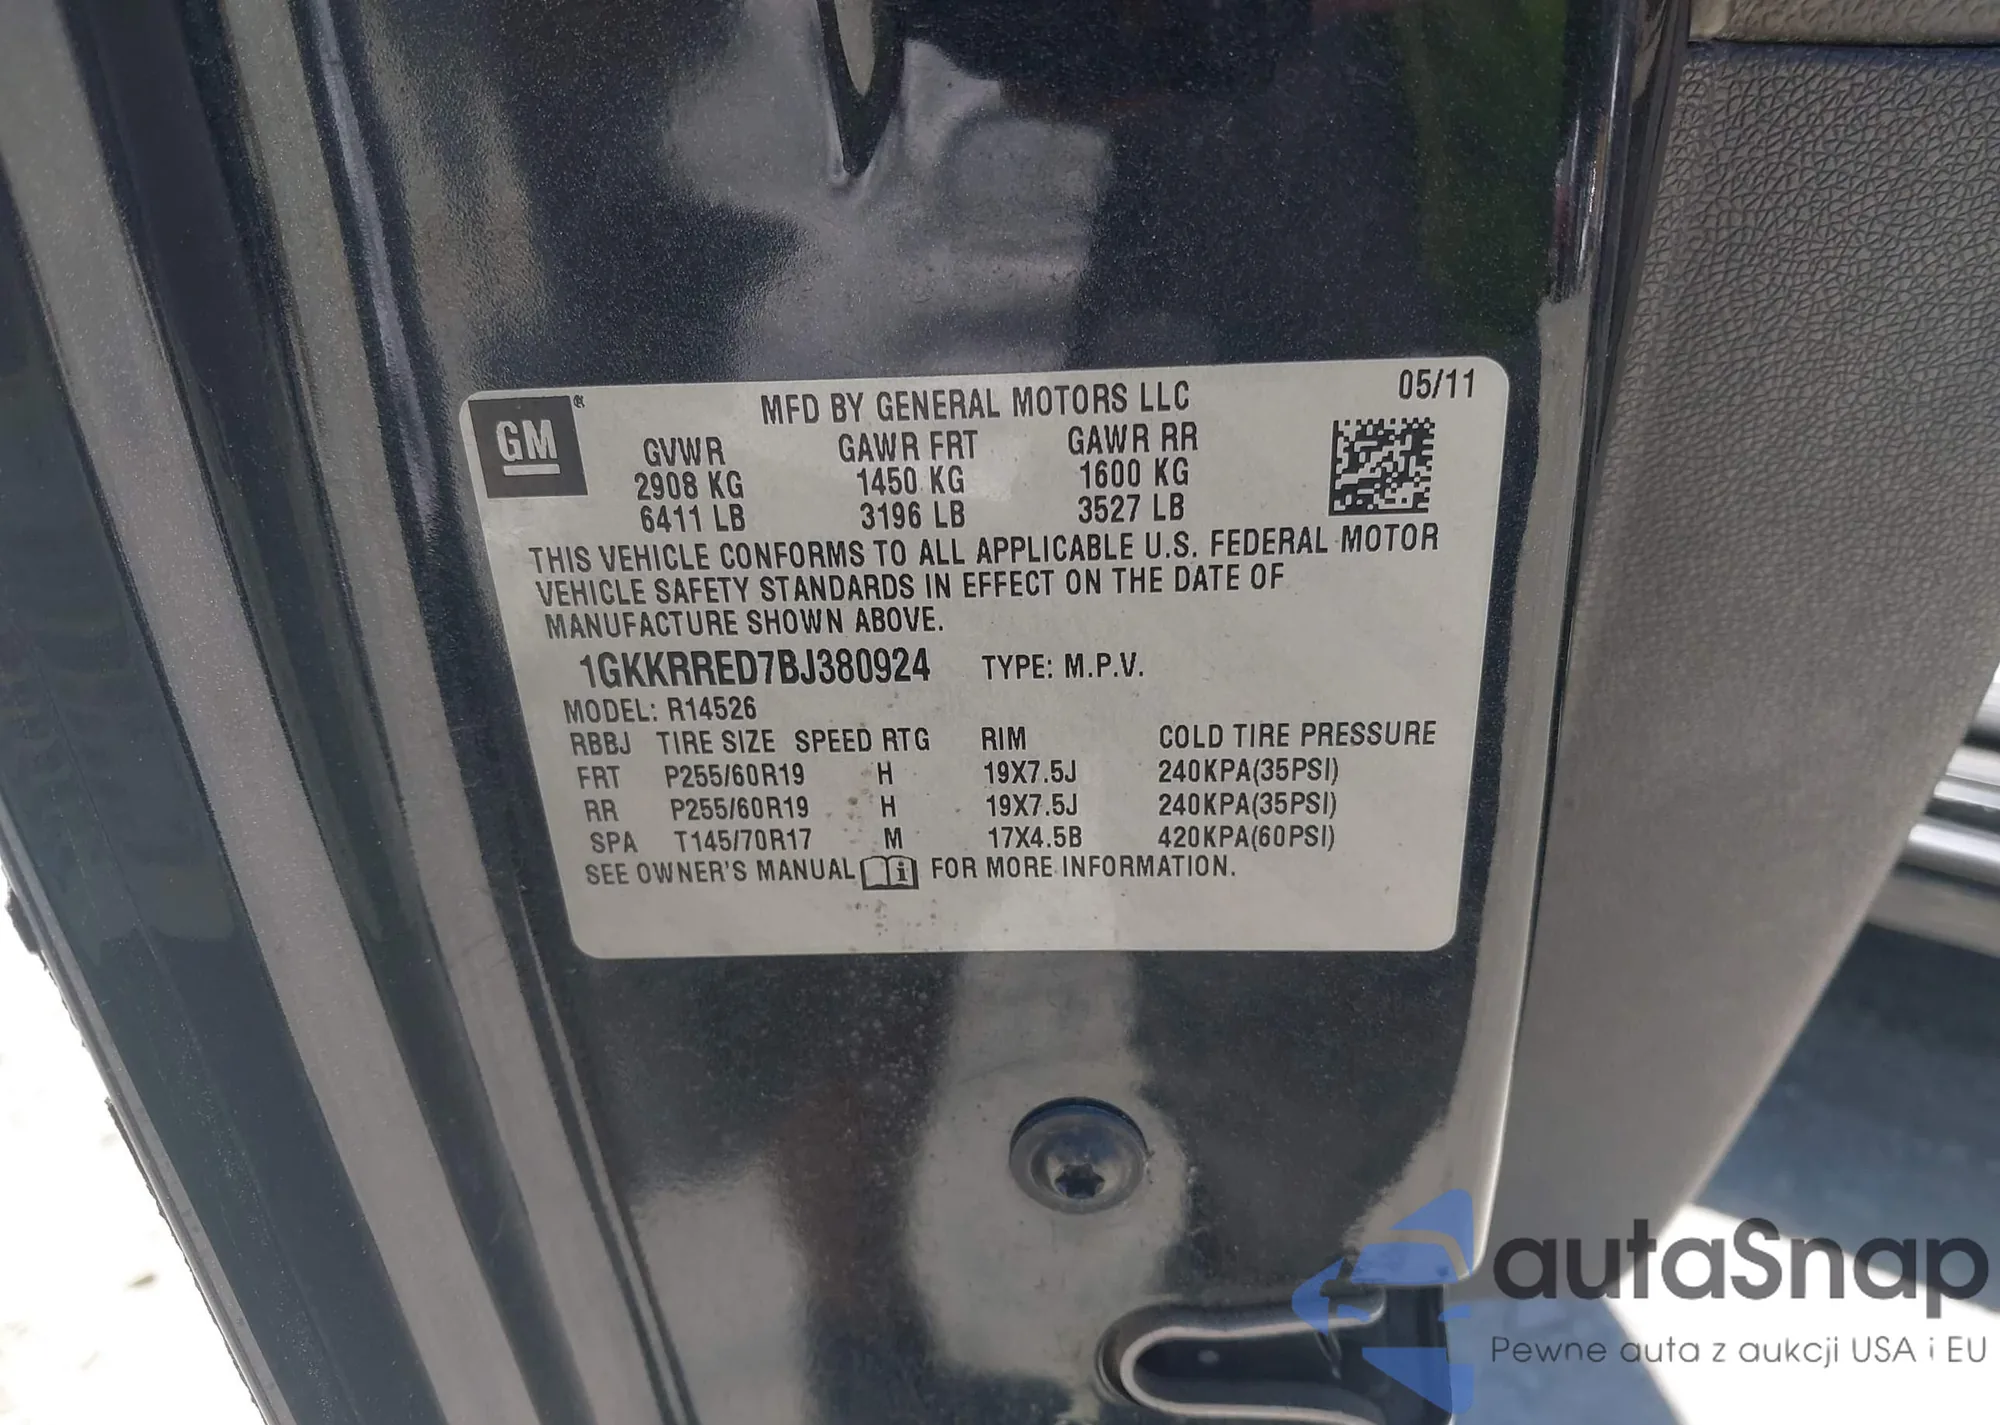 GM®
MFD BY GENERAL MOTORS LLC 05/11
GVWR GAWR FRT GAWR RR
2908 KG 1450 KG 1600 KG
6411 LB 3196 LB 3527 LB
THIS VEHICLE CONFORMS TO ALL APPLICABLE U.S. FEDERAL MOTOR
VEHICLE SAFETY STANDARDS IN EFFECT ON THE DATE OF
MANUFACTURE SHOWN ABOVE.
1GKKRRED7BJ380924 TYPE: M.P.V.
MODEL: R14526
RBBJ TIRE SIZE SPEED RTG RIM COLD TIRE PRESSURE
FRT P255/60R19 H 19X7.5J 240KPA(35PSI)
RR P255/60R19 H 19X7.5J 240KPA(35PSI)
SPA T145/70R17 M 17X4.5B 420KPA(60PSI)
SEE OWNER'S MANUAL i FOR MORE INFORMATION.
autaSnap
Pewne auta z aukcji USA i EU